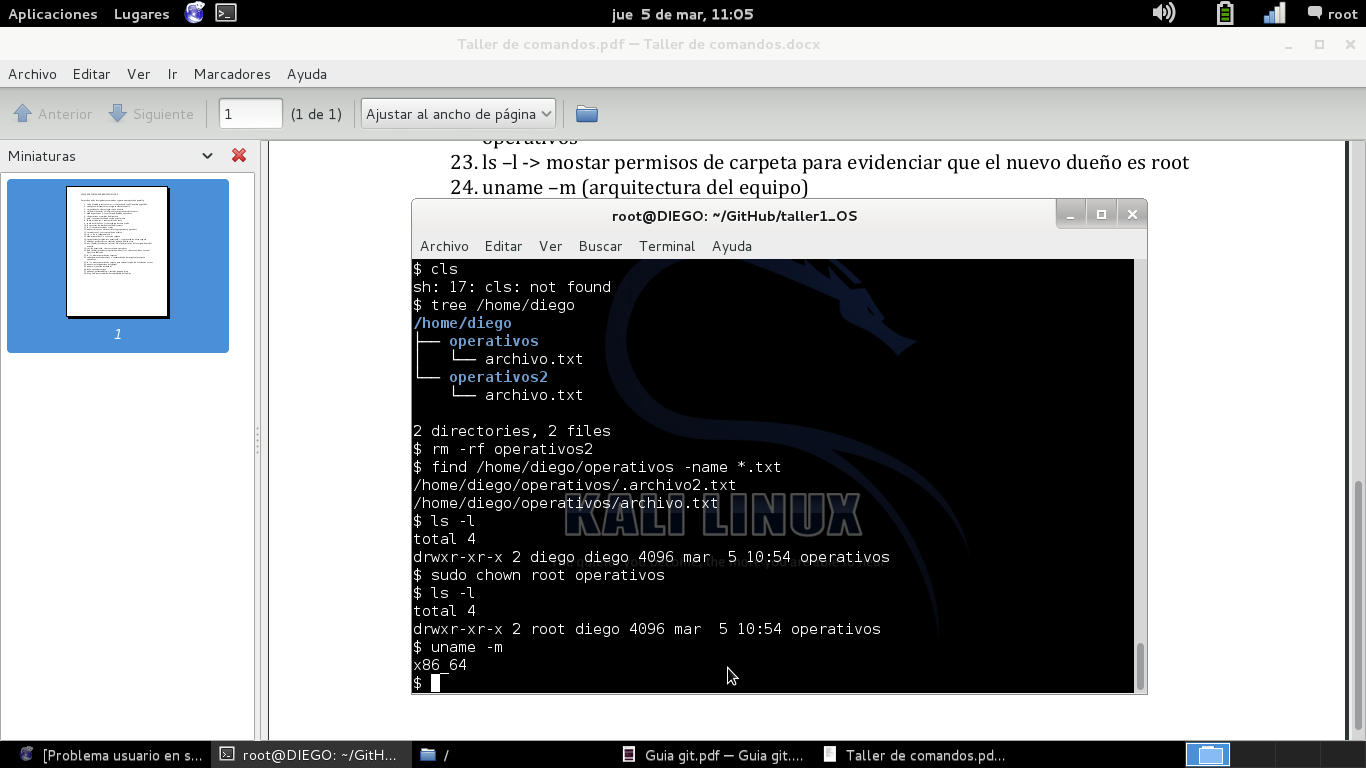 Aplicaciones Lugares jue 5 de mar, 11:05 root
Taller de comandos.pdf — Taller de comandos.docx
Archivo Editar Ver Ir Marcadores Ayuda
Anterior Siguiente 1 (1 de 1) Ajustar al ancho de página
Miniaturas
1
operativos
23. ls –l -> mostar permisos de carpeta para evidenciar que el nuevo dueño es root
24. uname –m (arquitectura del equipo)
root@DIEGO: ~/GitHub/taller1_OS
Archivo Editar Ver Buscar Terminal Ayuda
$ cls
sh: 17: cls: not found
$ tree /home/diego
/home/diego
├── operativos
│   └── archivo.txt
└── operativos2
    └── archivo.txt
2 directories, 2 files
$ rm -rf operativos2
$ find /home/diego/operativos -name *.txt
/home/diego/operativos/.archivo2.txt
/home/diego/operativos/archivo.txt
$ ls -l
total 4
drwxr-xr-x 2 diego diego 4096 mar  5 10:54 operativos
$ sudo chown root operativos
$ ls -l
total 4
drwxr-xr-x 2 root diego 4096 mar  5 10:54 operativos
$ uname -m
x86_64
$
KALI LINUX
[Problema usuario en s... root@DIEGO: ~/GitH... / Guia git.pdf — Guia git.... Taller de comandos.pd...